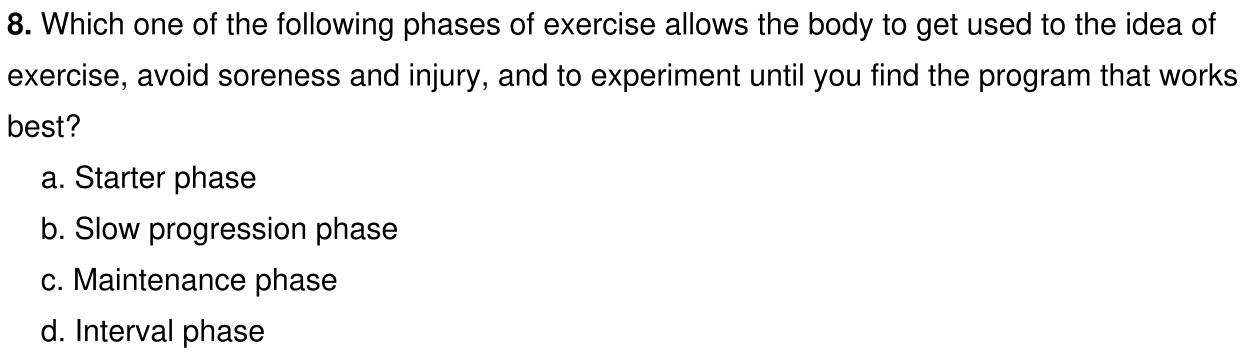 8. Which one of the following phases of exercise allows the body to get used to the idea of
exercise, avoid soreness and injury, and to experiment until you find the program that works
best?
a. Starter phase
b. Slow progression phase
c. Maintenance phase
d. Interval phase